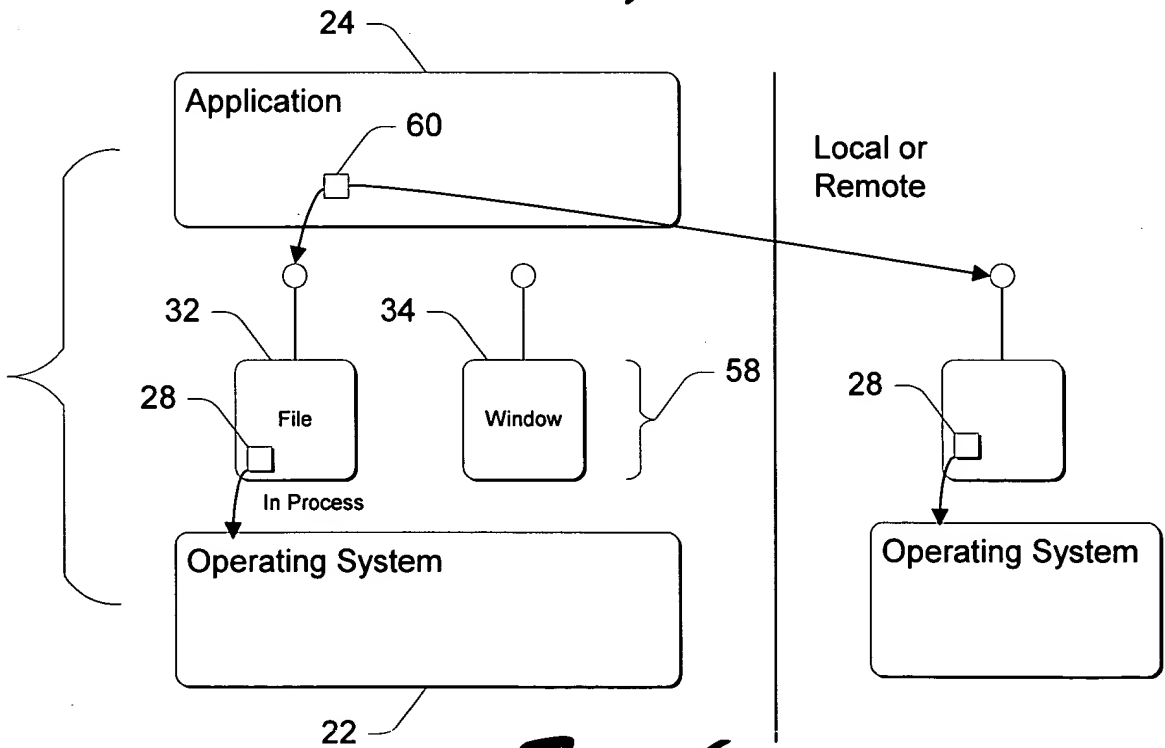 24
Application
60
Local or
Remote
32
34
58
28
File
Window
28
In Process
Operating System
Operating System
22